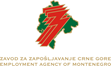 ZAVOD ZA ZAPOŠLJAVANJE CRNE GORE
EMPLOYMENT AGENCY OF MONTENEGRO